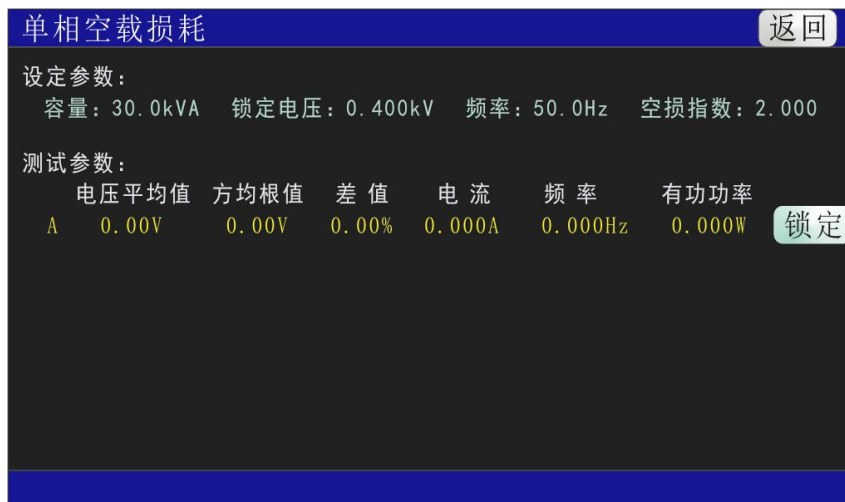 单相空载损耗 返回
设定参数：
容量：30.0kVA 锁定电压：0.400kV 频率：50.0Hz 空损指数：2.000
测试参数：
电压平均值 方均根值 差 值 电 流 频 率 有功功率
A 0.00V 0.00V 0.00% 0.000A 0.000Hz 0.000W 锁定